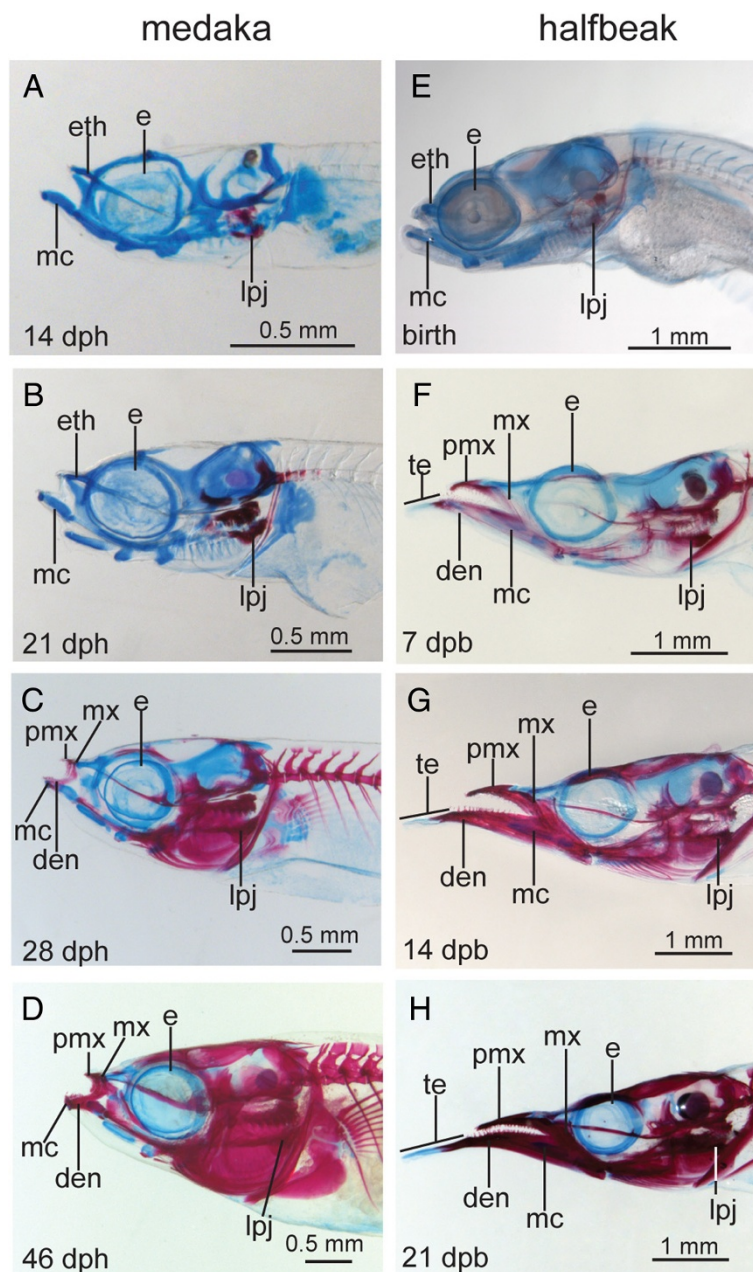 medaka
halfbeak
A
eth
e
mc
lpj
14 dph
0.5 mm
B
eth
e
mc
lpj
21 dph
0.5 mm
C
pmx
mx
e
mc
den
lpj
28 dph
0.5 mm
D
pmx
mx
e
mc
den
lpj
46 dph
0.5 mm
E
eth
e
mc
lpj
birth
1 mm
F
te
pmx
mx
e
den
mc
lpj
7 dpb
1 mm
G
te
pmx
mx
e
den
mc
lpj
14 dpb
1 mm
H
te
pmx
mx
e
den
mc
lpj
21 dpb
1 mm